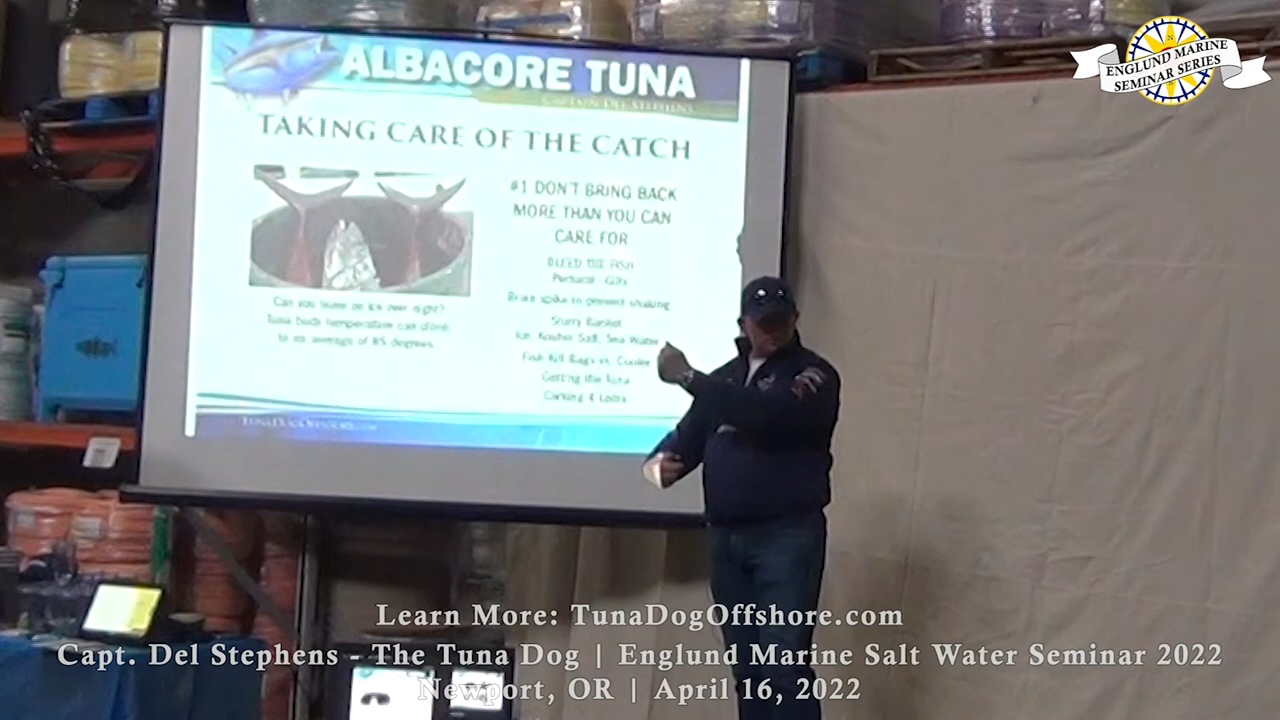 ALBACORE TUNA
CAPTAIN DEL STEPHENS
TAKING CARE OF THE CATCH
#1 DON'T BRING BACK
MORE THAN YOU CAN
CARE FOR
BLEED THE FISH
Pectoral - Gills
Brain spike to prevent shaking
Slurry Basket
Ice, Kosher Salt, Sea Water
Fish Kill Bags vs. Cooler
Getting the Tuna
Can you leave on ice over night?
Tuna body temperature can climb
to an average of 85 degrees
TUNADOGOFFSHORE.COM
ENGLUND MARINE
SEMINAR SERIES
N
Learn More: TunaDogOffshore.com
Capt. Del Stephens - The Tuna Dog | Englund Marine Salt Water Seminar 2022
Newport, OR | April 16, 2022